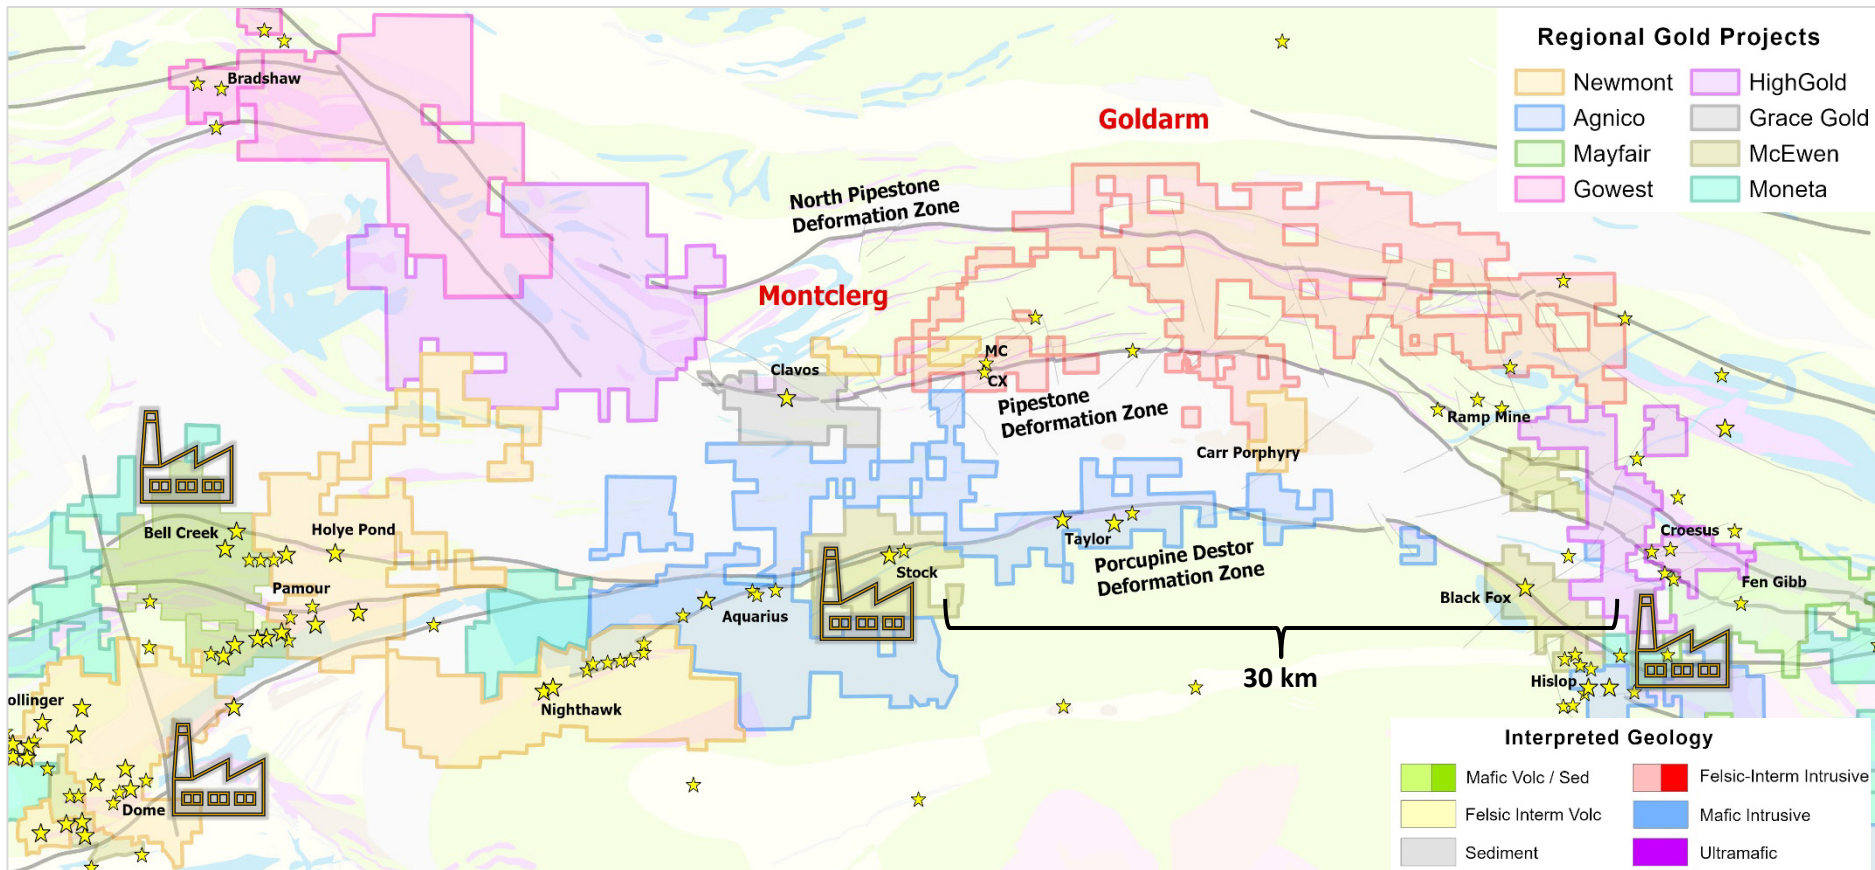 Regional Gold Projects
Newmont
HighGold
Agnico
Grace Gold
Mayfair
McEwen
Gowest
Moneta
Bradshaw
Goldarm
North Pipestone
Deformation Zone
Montclerg
MC
CX
Clavos
Pipestone
Deformation Zone
Ramp Mine
Carr Porphyry
Bell Creek
Holye Pond
Taylor
Croesus
Porcupine Destor
Deformation Zone
Stock
Fen Gibb
Pamour
Black Fox
Aquarius
30 km
Hislop
ollinger
Nighthawk
Dome
Interpreted Geology
Mafic Volc / Sed
Felsic-Interm Intrusive
Felsic Interm Volc
Mafic Intrusive
Sediment
Ultramafic